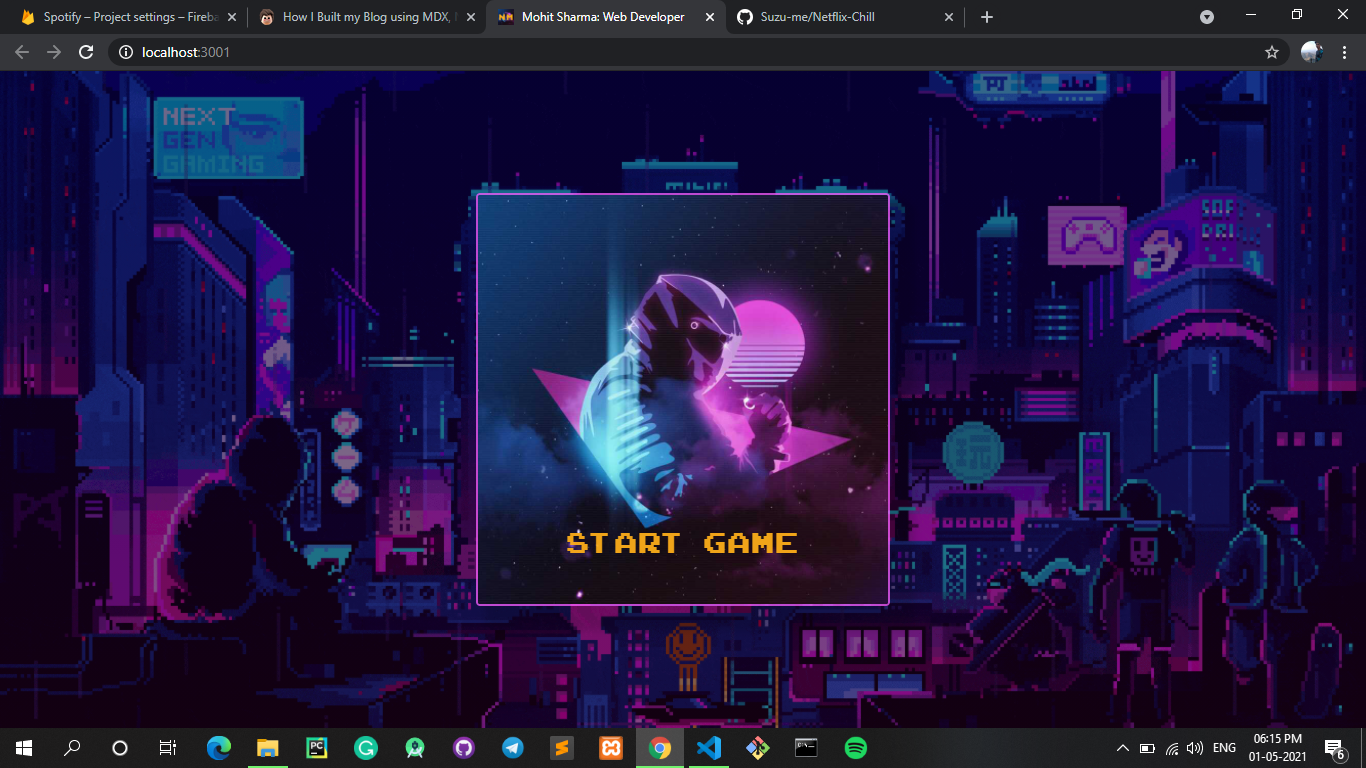 Spotify – Project settings – Fireba
How I Built my Blog using MDX, 
Mohit Sharma: Web Developer
Suzu-me/Netflix-Chill
localhost:3001
NEXT
GEN
GAMING
START GAME
PC
ENG
06:15 PM
01-05-2021
6